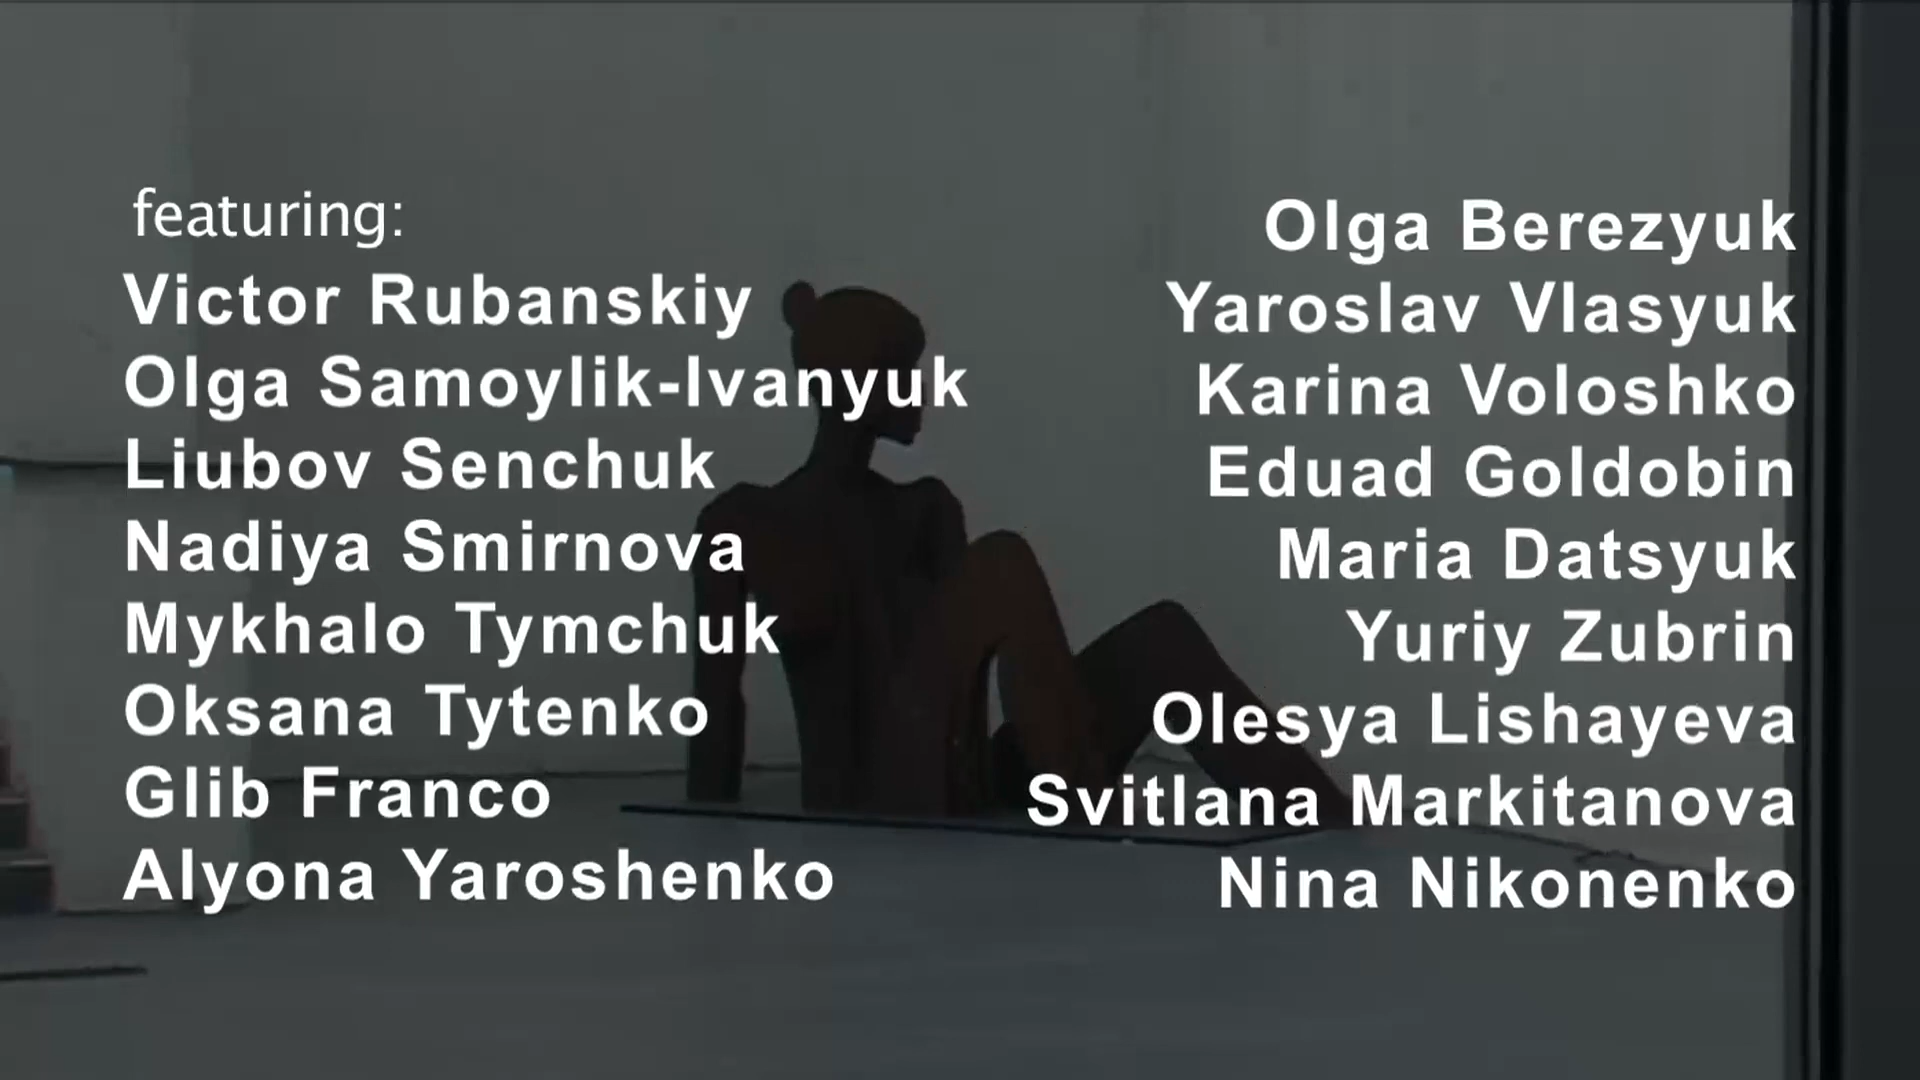 featuring:
Victor Rubanskiy
Olga Samoylik-Ivanyuk
Liubov Senchuk
Nadiya Smirnova
Mykhalo Tymchuk
Oksana Tytenko
Glib Franco
Alyona Yaroshenko
Olga Berezyuk
Yaroslav Vlasyuk
Karina Voloshko
Eduad Goldobin
Maria Datsyuk
Yuriy Zubrin
Olesya Lishayeva
Svitlana Markitanova
Nina Nikonenko